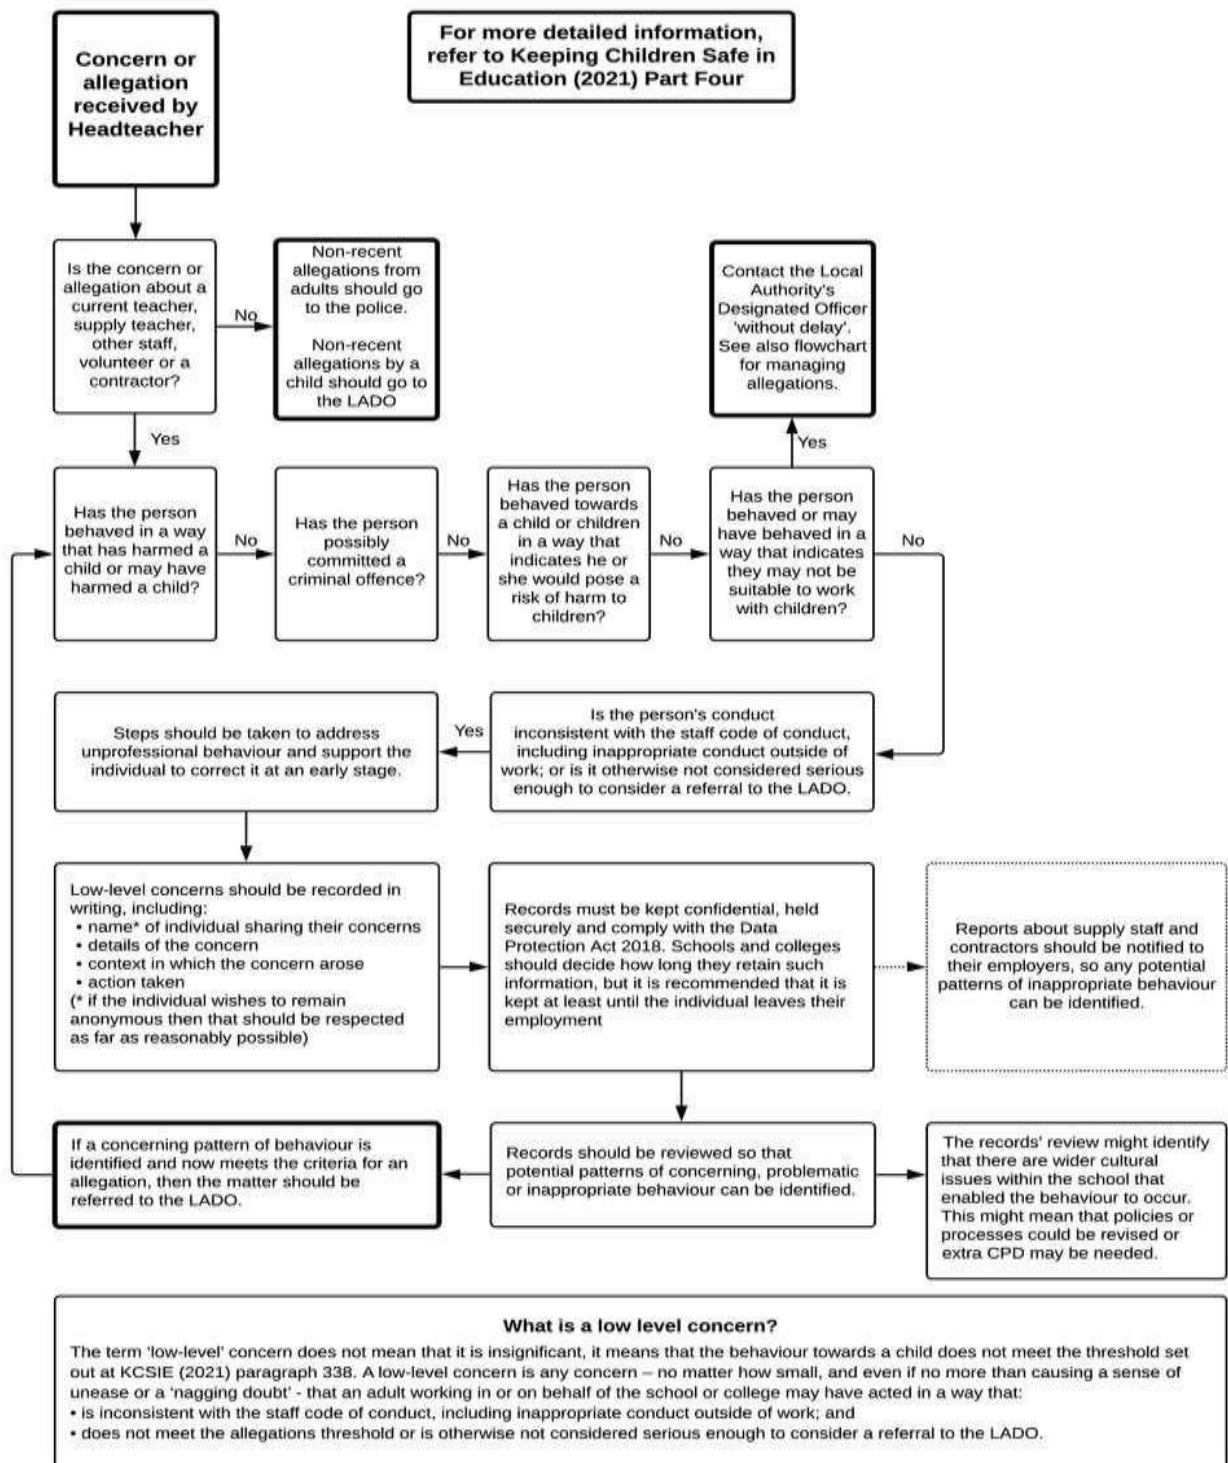 Concern or
allegation
received by
Headteacher
For more detailed information,
refer to Keeping Children Safe in
Education (2021) Part Four
Is the concern or
allegation about a
current teacher,
supply teacher,
other staff,
volunteer or a
contractor?
No
Non-recent
allegations from
adults should go
to the police.
Non-recent
allegations by a
child should go to
the LADO
Contact the Local
Authority's
Designated Officer
'without delay'.
See also flowchart
for managing
allegations.
Yes
Yes
Has the person
behaved in a way
that has harmed a
child or may have
harmed a child?
No
Has the person
possibly
committed a
criminal offence?
No
Has the person
behaved towards
a child or children
in a way that
indicates he or
she would pose a
risk of harm to
children?
No
Has the person
behaved or may
have behaved in a
way that indicates
they may not be
suitable to work
with children?
No
Steps should be taken to address
unprofessional behaviour and support the
individual to correct it at an early stage.
Yes
Is the person's conduct
inconsistent with the staff code of conduct,
including inappropriate conduct outside of
work; or is it otherwise not considered serious
enough to consider a referral to the LADO.
Low-level concerns should be recorded in
writing, including:
• name* of individual sharing their concerns
• details of the concern
• context in which the concern arose
• action taken
(* if the individual wishes to remain
anonymous then that should be respected
as far as reasonably possible)
Records must be kept confidential, held
securely and comply with the Data
Protection Act 2018. Schools and colleges
should decide how long they retain such
information, but it is recommended that it is
kept at least until the individual leaves their
employment
Reports about supply staff and
contractors should be notified to
their employers, so any potential
patterns of inappropriate behaviour
can be identified.
If a concerning pattern of behaviour is
identified and now meets the criteria for an
allegation, then the matter should be
referred to the LADO.
Records should be reviewed so that
potential patterns of concerning, problematic
or inappropriate behaviour can be identified.
The records' review might identify
that there are wider cultural
issues within the school that
enabled the behaviour to occur.
This might mean that policies or
processes could be revised or
extra CPD may be needed.
What is a low level concern?
The term 'low-level' concern does not mean that it is insignificant, it means that the behaviour towards a child does not meet the threshold set
out at KCSIE (2021) paragraph 338. A low-level concern is any concern – no matter how small, and even if no more than causing a sense of
unease or a 'nagging doubt' - that an adult working in or on behalf of the school or college may have acted in a way that:
• is inconsistent with the staff code of conduct, including inappropriate conduct outside of work; and
• does not meet the allegations threshold or is otherwise not considered serious enough to consider a referral to the LADO.